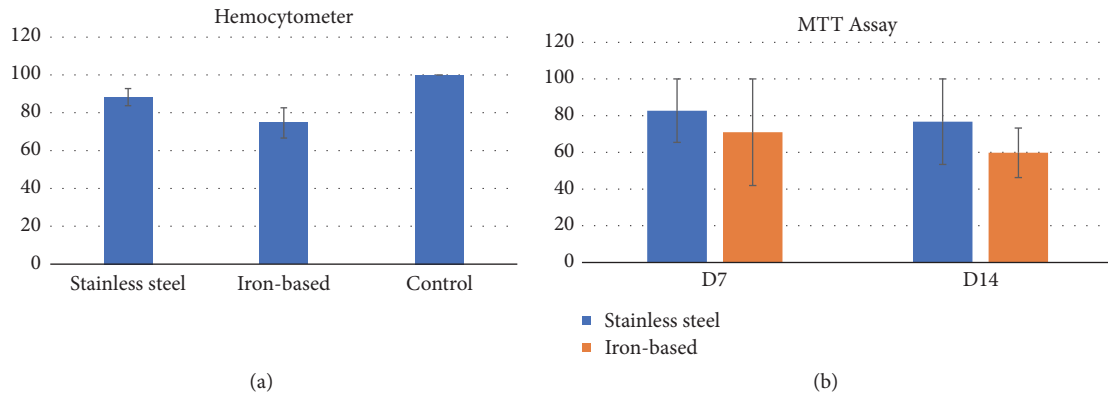 Hemocytometer
120
100
80
60
40
20
0
Stainless steel Iron-based Control
(a)
MTT Assay
120
100
80
60
40
20
0
D7 D14
Stainless steel
Iron-based
(b)